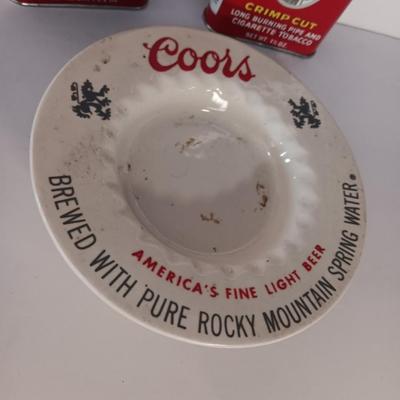 CRIMP CUT
LONG BURNING PIPE AND
CIGARETTE TOBACCO
Coors
AMERICA'S FINE LIGHT BEER
BREWED WITH PURE ROCKY MOUNTAIN SPRING WATER